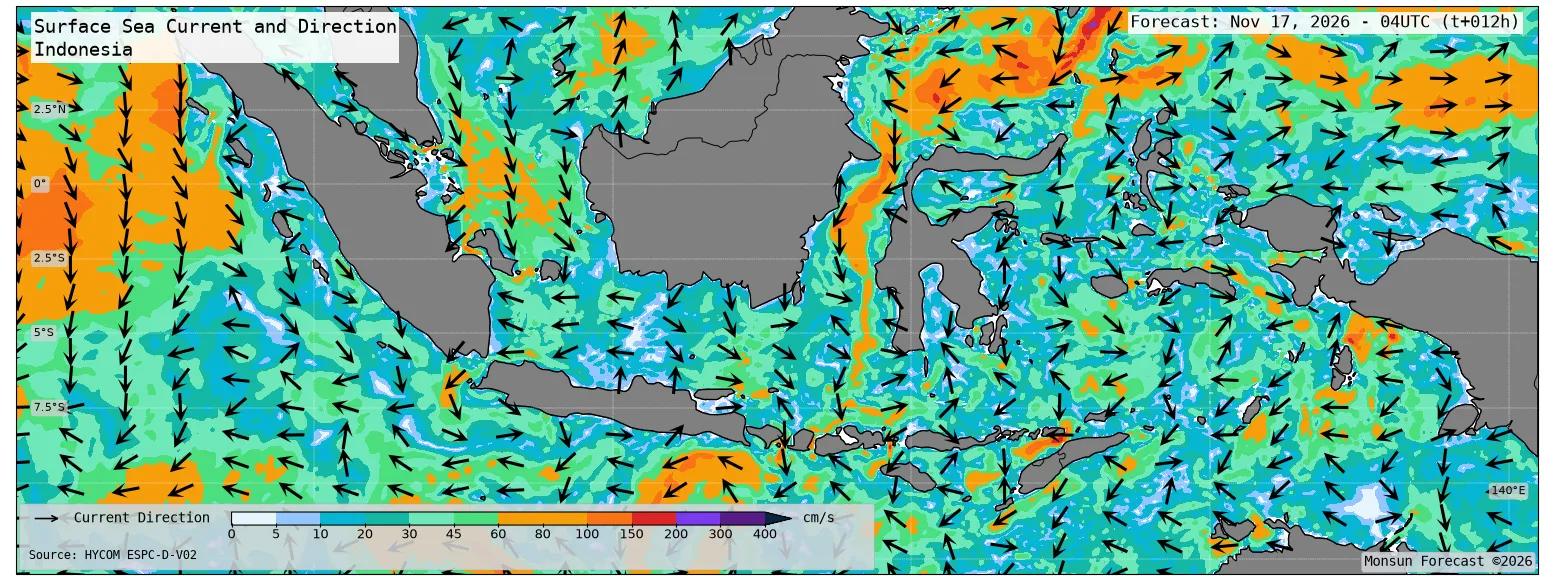 Surface Sea Current and Direction
Indonesia
Forecast: Nov 17, 2026 - 04UTC (t+012h)
2.5°N
0°
2.5°S
5°S
7.5°S
140°E
Current Direction
0 5 10 20 30 45 60 80 100 150 200 300 400 cm/s
Source: HYCOM ESPC-D-V02
Monsun Forecast ©2026